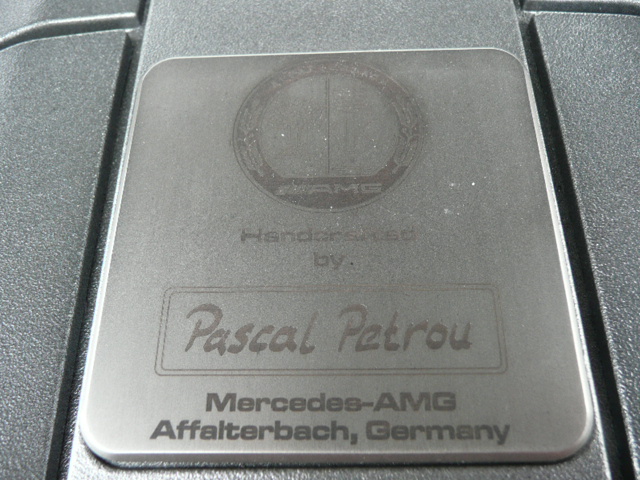 AMG
Handcrafted
by
Pascal Petrou
Mercedes-AMG
Affalterbach, Germany